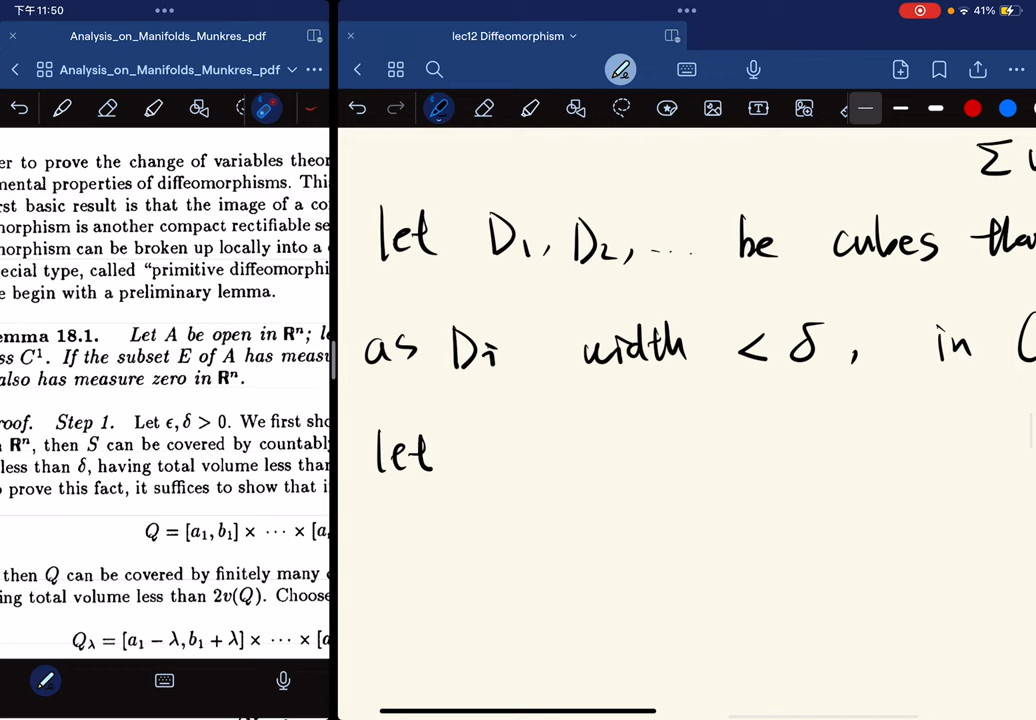 下午11:50
41%
Analysis_on_Manifolds_Munkres_pdf
lec12 Diffeomorphism
Analysis_on_Manifolds_Munkres_pdf
er to prove the change of variables theor
mental properties of diffeomorphisms. Thi
rst basic result is that the image of a co
morphism is another compact rectifiable se
morphism can be broken up locally into a
ecial type, called “primitive diffeomorphi
e begin with a preliminary lemma.
emma 18.1. Let A be open in Rⁿ; le
ss C¹. If the subset E of A has measu
also has measure zero in Rⁿ.
roof. Step 1. Let ϵ, δ > 0. We first sho
n Rⁿ, then S can be covered by countabl
less than δ, having total volume less than
o prove this fact, it suffices to show that i
Q = [a₁, b₁] × ⋯ × [a
then Q can be covered by finitely many
ing total volume less than 2v(Q). Choose
Q_λ = [a₁ − λ, b₁ + λ] × ⋯ × [a
Σ
let D₁, D₂, ... be cubes tha
as Dᵢ width < δ, in C
let